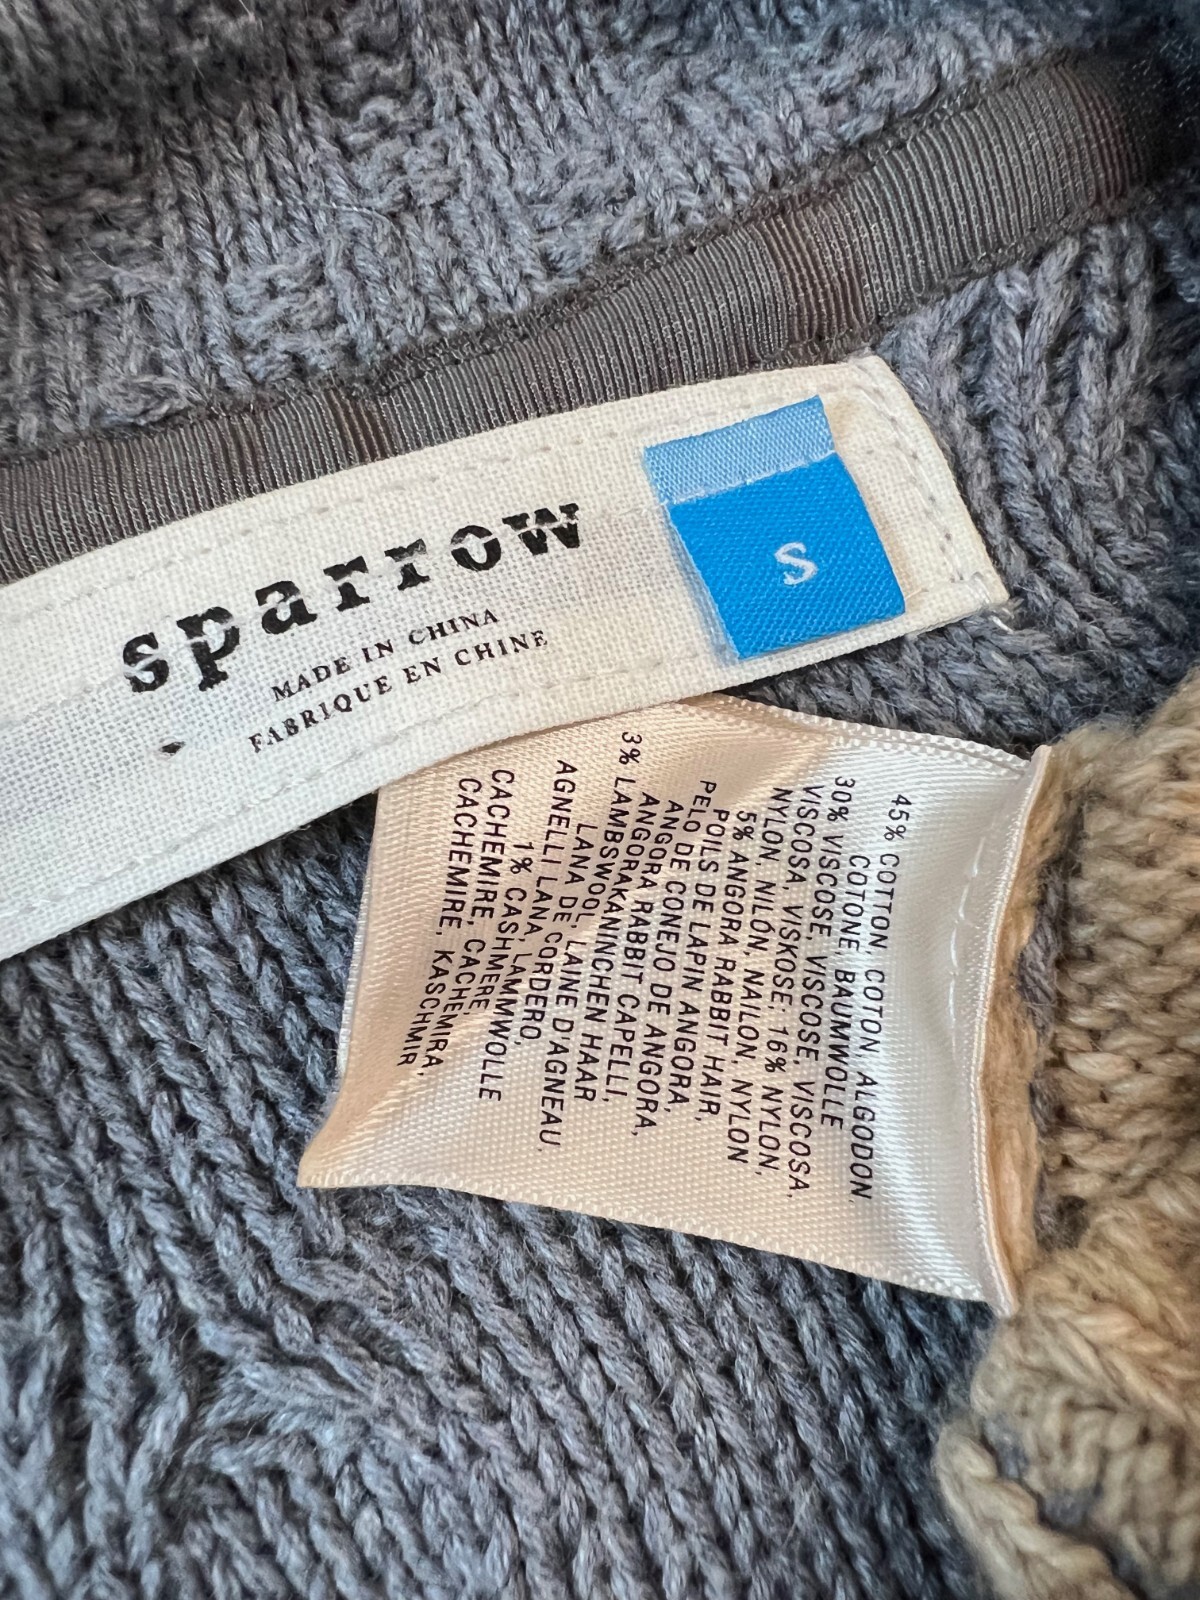 sparrow
MADE IN CHINA
FABRIQUE EN CHINE
S
45% COTTON, COTON, ALGODON,
COTONE, BAUMWOLLE
30% VISCOSE, VISCOSE, VISCOSA,
VISCOSA, VISKOSE; 16% NYLON,
NYLON, NILÓN, NAILON, NYLON
5% ANGORA RABBIT HAIR,
POILS DE LAPIN ANGORA,
PELO DE CONEJO DE ANGORA,
ANGORA RABBIT CAPELLI,
ANGORAKANINCHEN HAAR
3% LAMBSWOOL, LAINE D'AGNEAU,
LANA DE CORDERO,
AGNELLI LANA, LAMMWOLLE
1% CASHMERE,
CACHEMIRE, CACHEMIRA,
CACHEMIRE, KASCHMIR